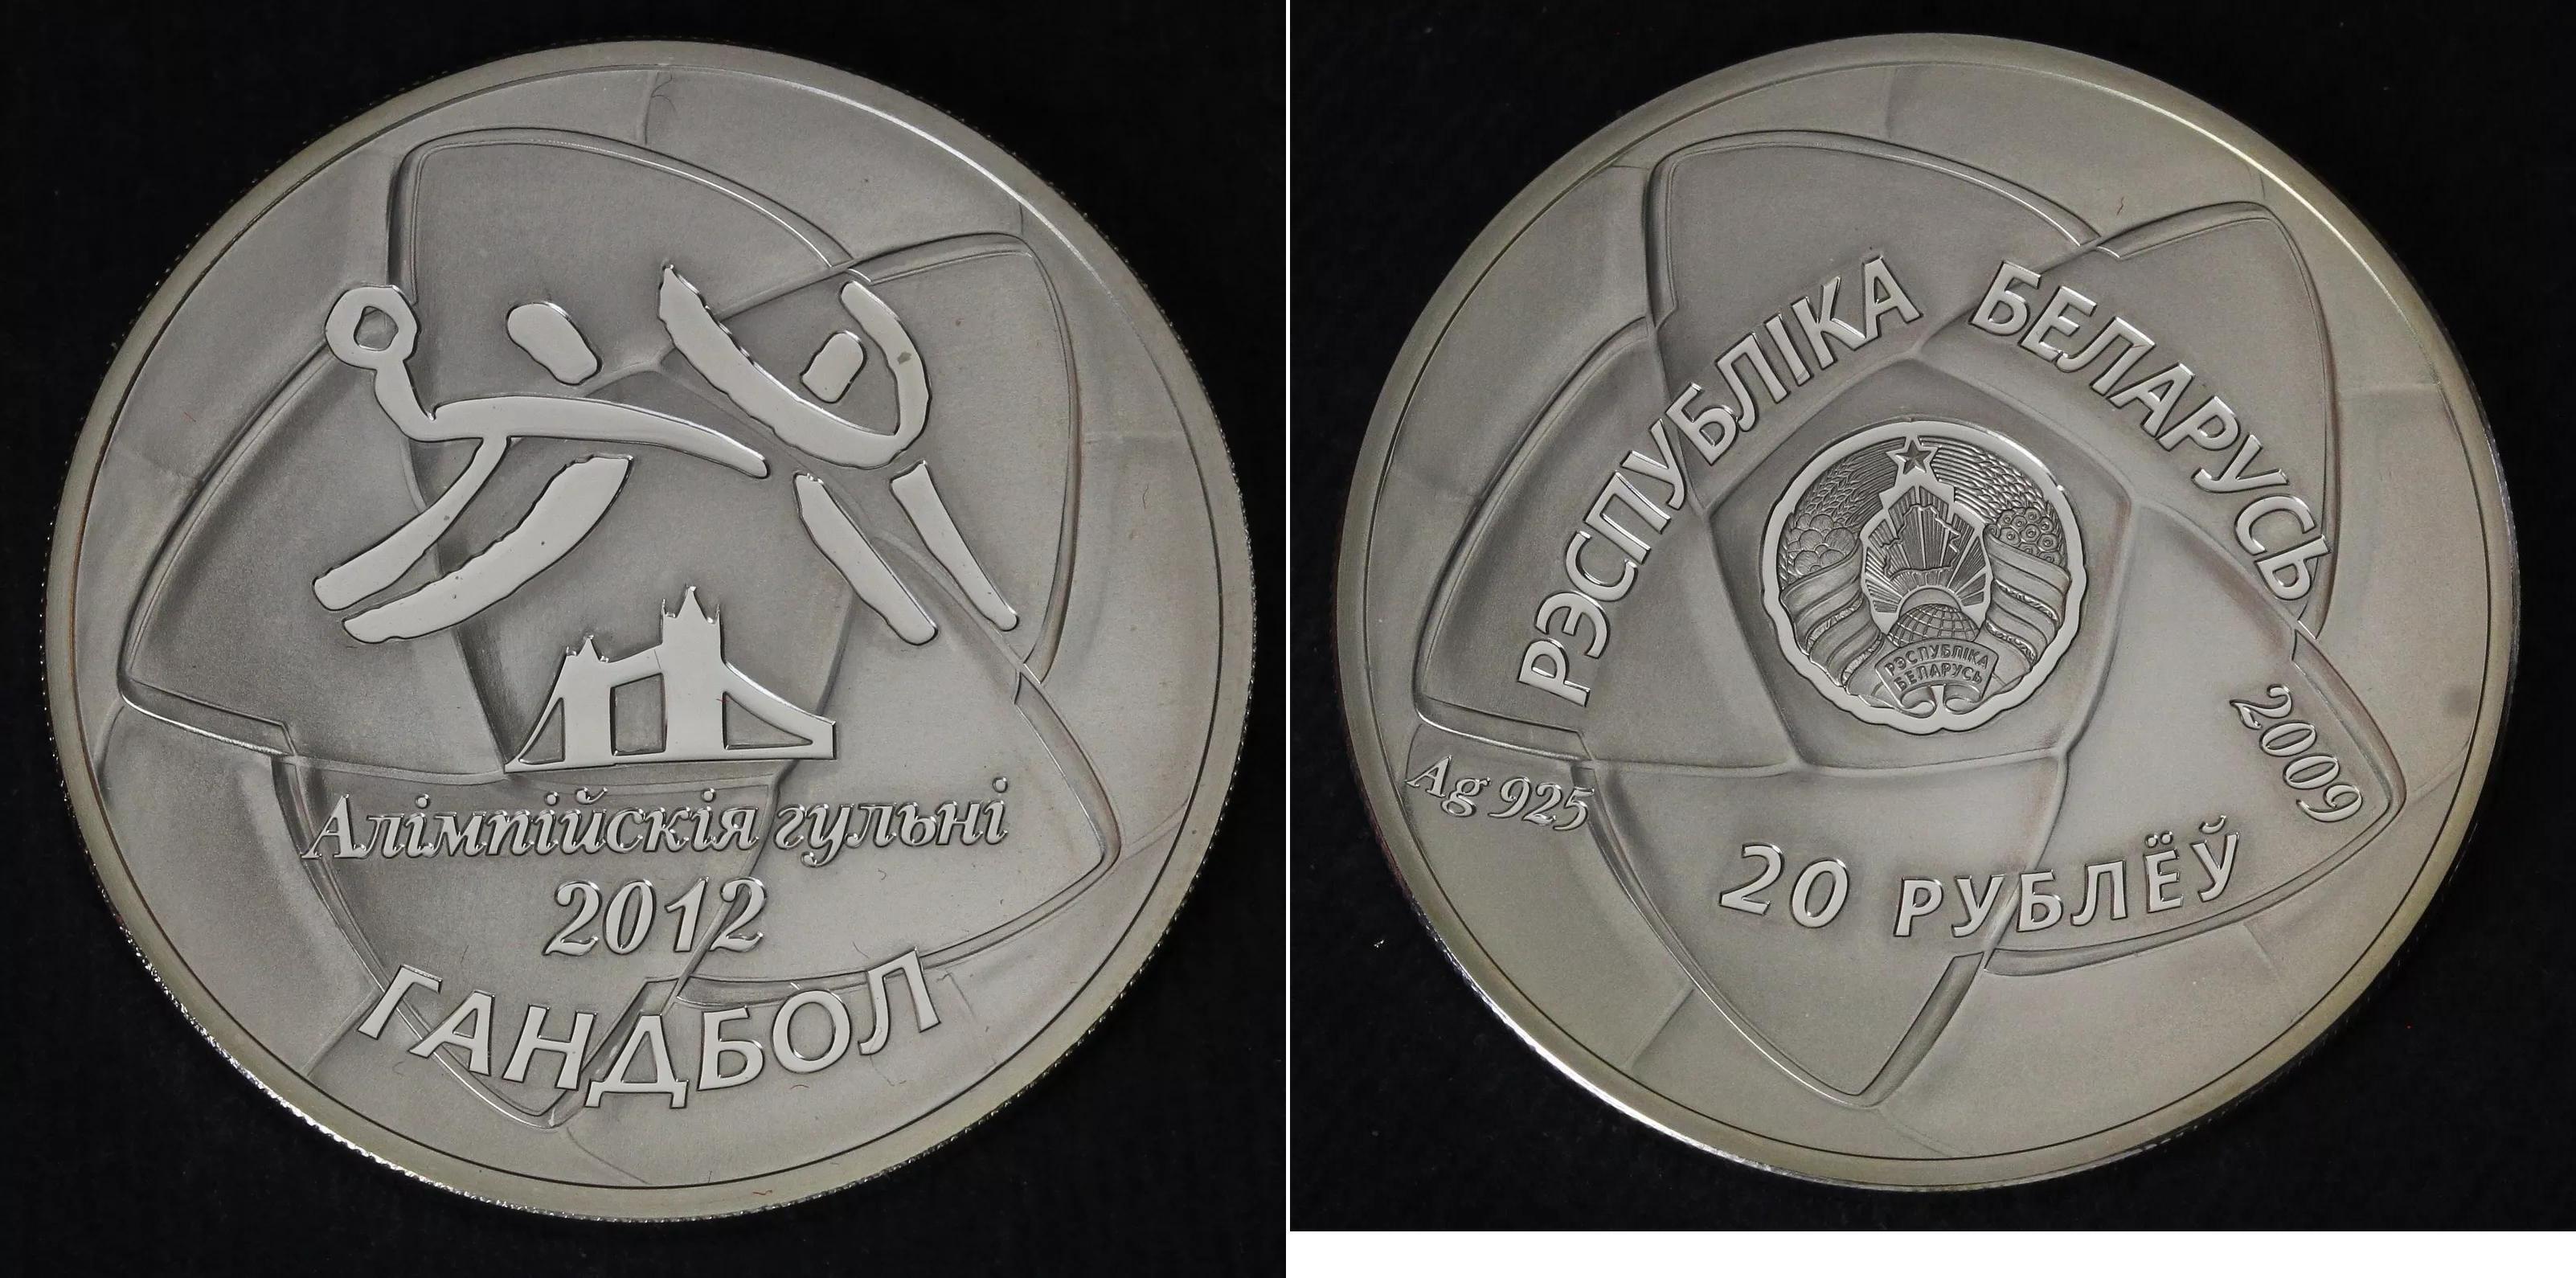 Алімпійскія гульні
2012
ГАНДБОЛ
РЭСПУБЛІКА БЕЛАРУСЬ
РЭСПУБЛІКА
БЕЛАРУСЬ
Ag 925
2009
20 РУБЛЁЎ